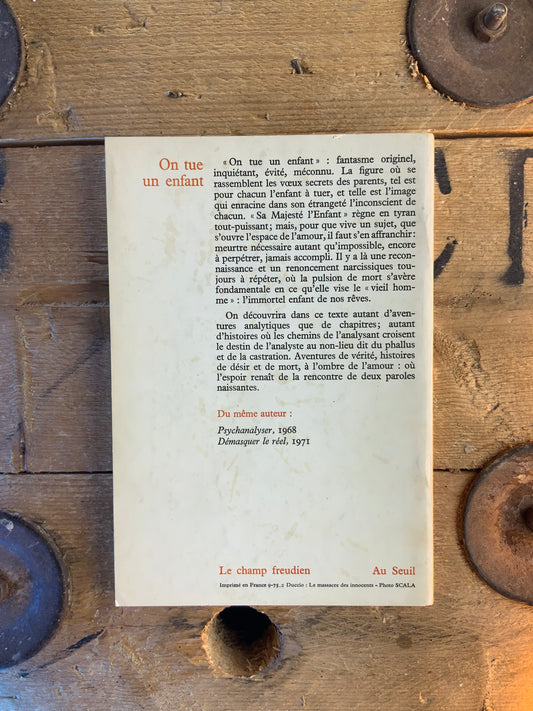 On tue
un enfant
« On tue un enfant » : fantasme originel,
inquiétant, évité, méconnu. La figure où se
rassemblent les vœux secrets des parents, tel est
pour chacun l'enfant à tuer, et telle est l'image
qui enracine dans son étrangeté l'inconscient de
chacun. « Sa Majesté l'Enfant » règne en tyran
tout-puissant ; mais, pour que vive un sujet, que
s'ouvre l'espace de l'amour, il faut s'en affranchir :
meurtre nécessaire autant qu'impossible, encore
à perpétrer, jamais accompli. Il y a là une recon-
naissance et un renoncement narcissiques tou-
jours à répéter, où la pulsion de mort s'avère
fondamentale en ce qu'elle vise le « vieil hom-
me » : l'immortel enfant de nos rêves.
On découvrira dans ce texte autant d'aven-
tures analytiques que de chapitres ; autant
d'histoires où les chemins de l'analysant croisent
le destin de l'analyste au non-lieu dit du phallus
et de la castration. Aventures de vérité, histoires
de désir et de mort, à l'ombre de l'amour : où
l'espoir renaît de la rencontre de deux paroles
naissantes.
Du même auteur :
Psychanalyser, 1968
Démasquer le réel, 1971
Le champ freudien Au Seuil
Imprimé en France 9-75.2 Duccio : Le massacre des innocents - Photo SCALA